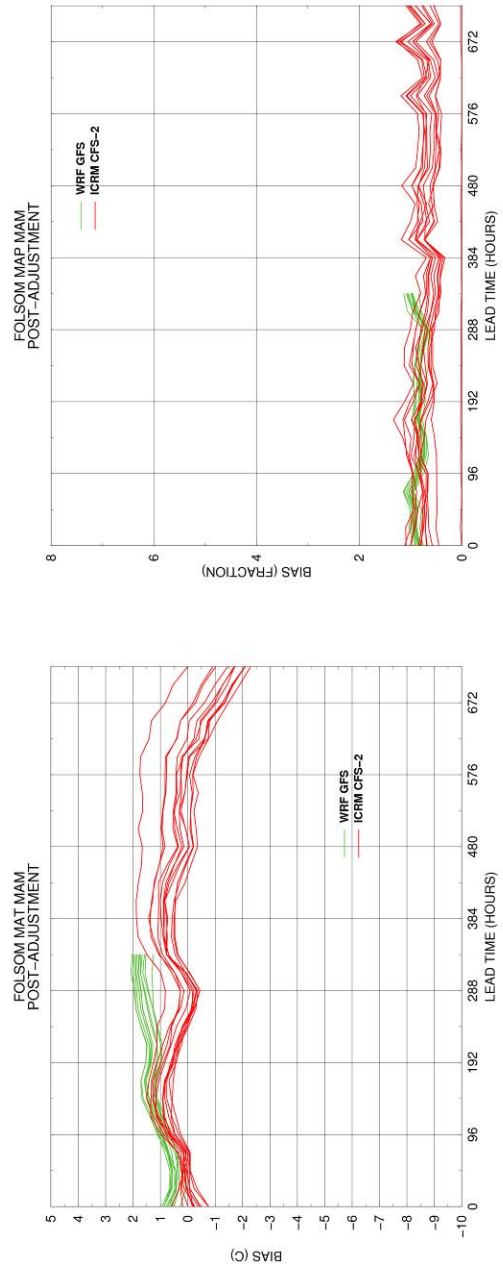 FOLSOM MAT MAM
POST-ADJUSTMENT
5
4
3
2
1
0
-1
-2
-3
-4
-5
-6
-7
-8
-9
-10
BIAS (C)
WRF GFS
ICRM CFS-2
0 96 192 288 384 480 576 672
LEAD TIME (HOURS)
FOLSOM MAP MAM
POST-ADJUSTMENT
8
6
4
2
0
BIAS (FRACTION)
WRF GFS
ICRM CFS-2
0 96 192 288 384 480 576 672
LEAD TIME (HOURS)